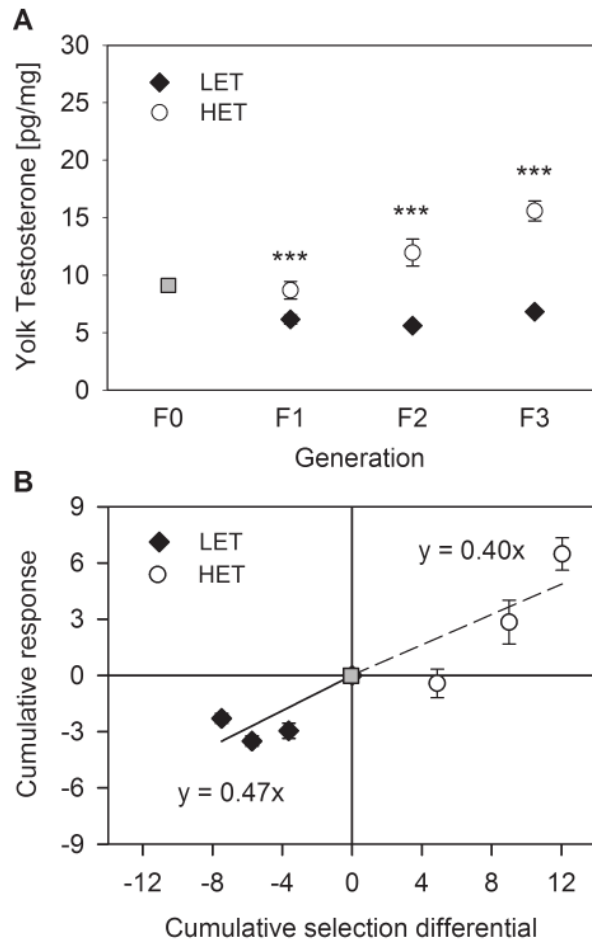 A
30
25
20
15
10
5
0
Yolk Testosterone [pg/mg]
LET
HET
***
***
***
F0 F1 F2 F3
Generation
B
9
6
3
0
-3
-6
-9
Cumulative response
LET
HET
y = 0.40x
y = 0.47x
-12 -8 -4 0 4 8 12
Cumulative selection differential